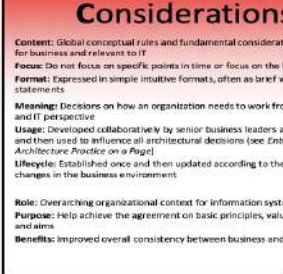 Considerations
Content: Global conceptual rules and fundamental considerat
for business and relevant to IT
Focus: Do not focus on specific points in time or focus on the
Format: Expressed in simple intuitive formats, often as brief w
statements
Meaning: Decisions on how an organization needs to work fro
and IT perspective
Usage: Developed collaboratively by senior business leaders a
and then used to influence all architectural decisions (see Ent
Architecture Practice on a Page)
Lifecycle: Established once and then updated according to the
changes in the business environment
Role: Overarching organizational context for information syst
Purpose: Help achieve the agreement on basic principles, valu
and aims
Benefits: Improved overall consistency between business and